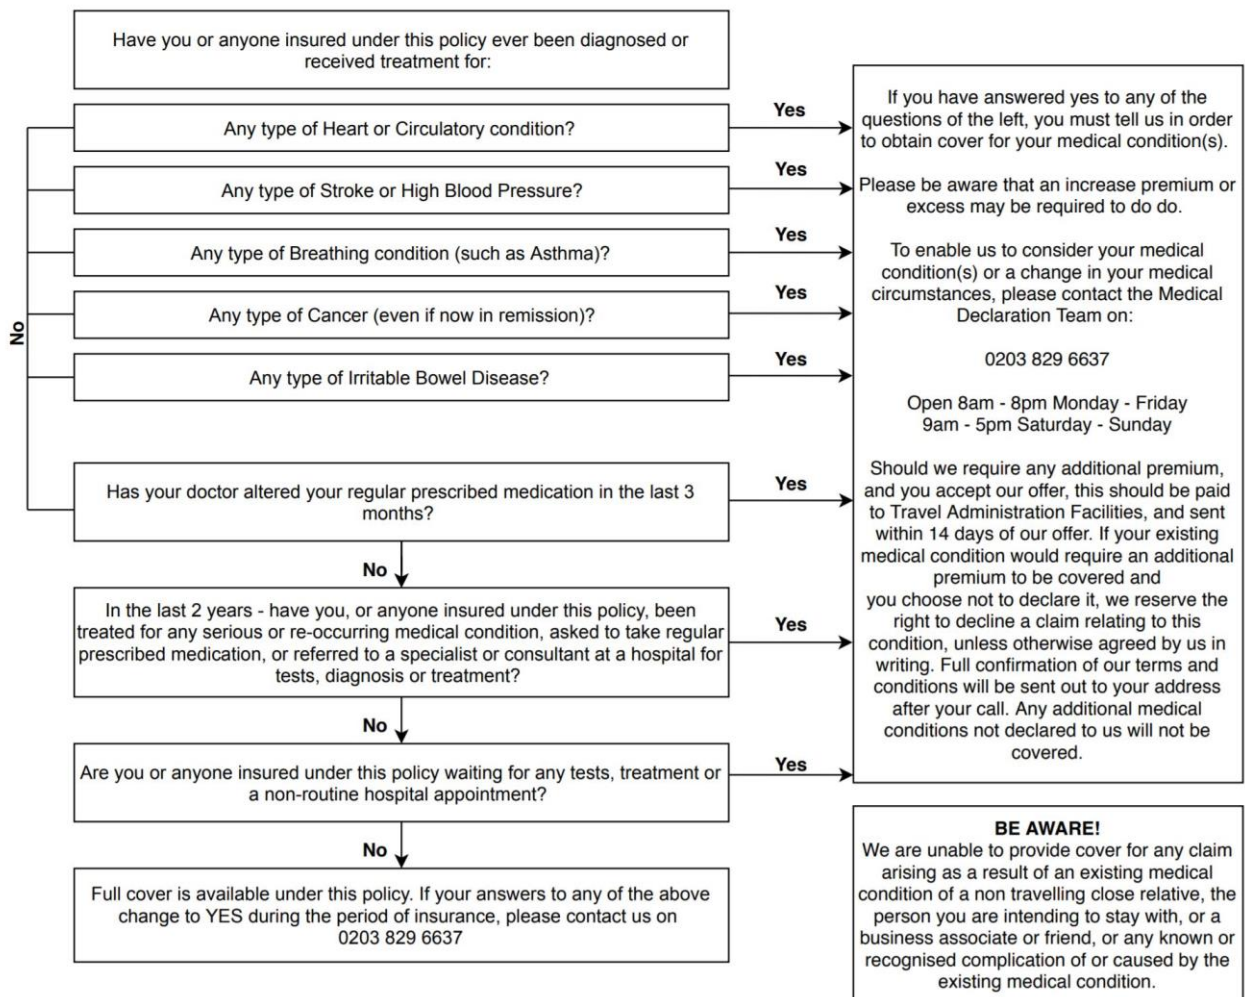 Have you or anyone insured under this policy ever been diagnosed or
received treatment for:
Any type of Heart or Circulatory condition?
Yes
Any type of Stroke or High Blood Pressure?
Yes
Any type of Breathing condition (such as Asthma)?
Yes
Any type of Cancer (even if now in remission)?
Yes
Any type of Irritable Bowel Disease?
Yes
No
Has your doctor altered your regular prescribed medication in the last 3
months?
Yes
No
In the last 2 years - have you, or anyone insured under this policy, been
treated for any serious or re-occurring medical condition, asked to take regular
prescribed medication, or referred to a specialist or consultant at a hospital for
tests, diagnosis or treatment?
Yes
No
Are you or anyone insured under this policy waiting for any tests, treatment or
a non-routine hospital appointment?
Yes
No
Full cover is available under this policy. If your answers to any of the above
change to YES during the period of insurance, please contact us on
0203 829 6637
If you have answered yes to any of the
questions of the left, you must tell us in order
to obtain cover for your medical condition(s).
Please be aware that an increase premium or
excess may be required to do do.
To enable us to consider your medical
condition(s) or a change in your medical
circumstances, please contact the Medical
Declaration Team on:
0203 829 6637
Open 8am - 8pm Monday - Friday
9am - 5pm Saturday - Sunday
Should we require any additional premium,
and you accept our offer, this should be paid
to Travel Administration Facilities, and sent
within 14 days of our offer. If your existing
medical condition would require an additional
premium to be covered and
you choose not to declare it, we reserve the
right to decline a claim relating to this
condition, unless otherwise agreed by us in
writing. Full confirmation of our terms and
conditions will be sent out to your address
after your call. Any additional medical
conditions not declared to us will not be
covered.
BE AWARE!
We are unable to provide cover for any claim
arising as a result of an existing medical
condition of a non travelling close relative, the
person you are intending to stay with, or a
business associate or friend, or any known or
recognised complication of or caused by the
existing medical condition.